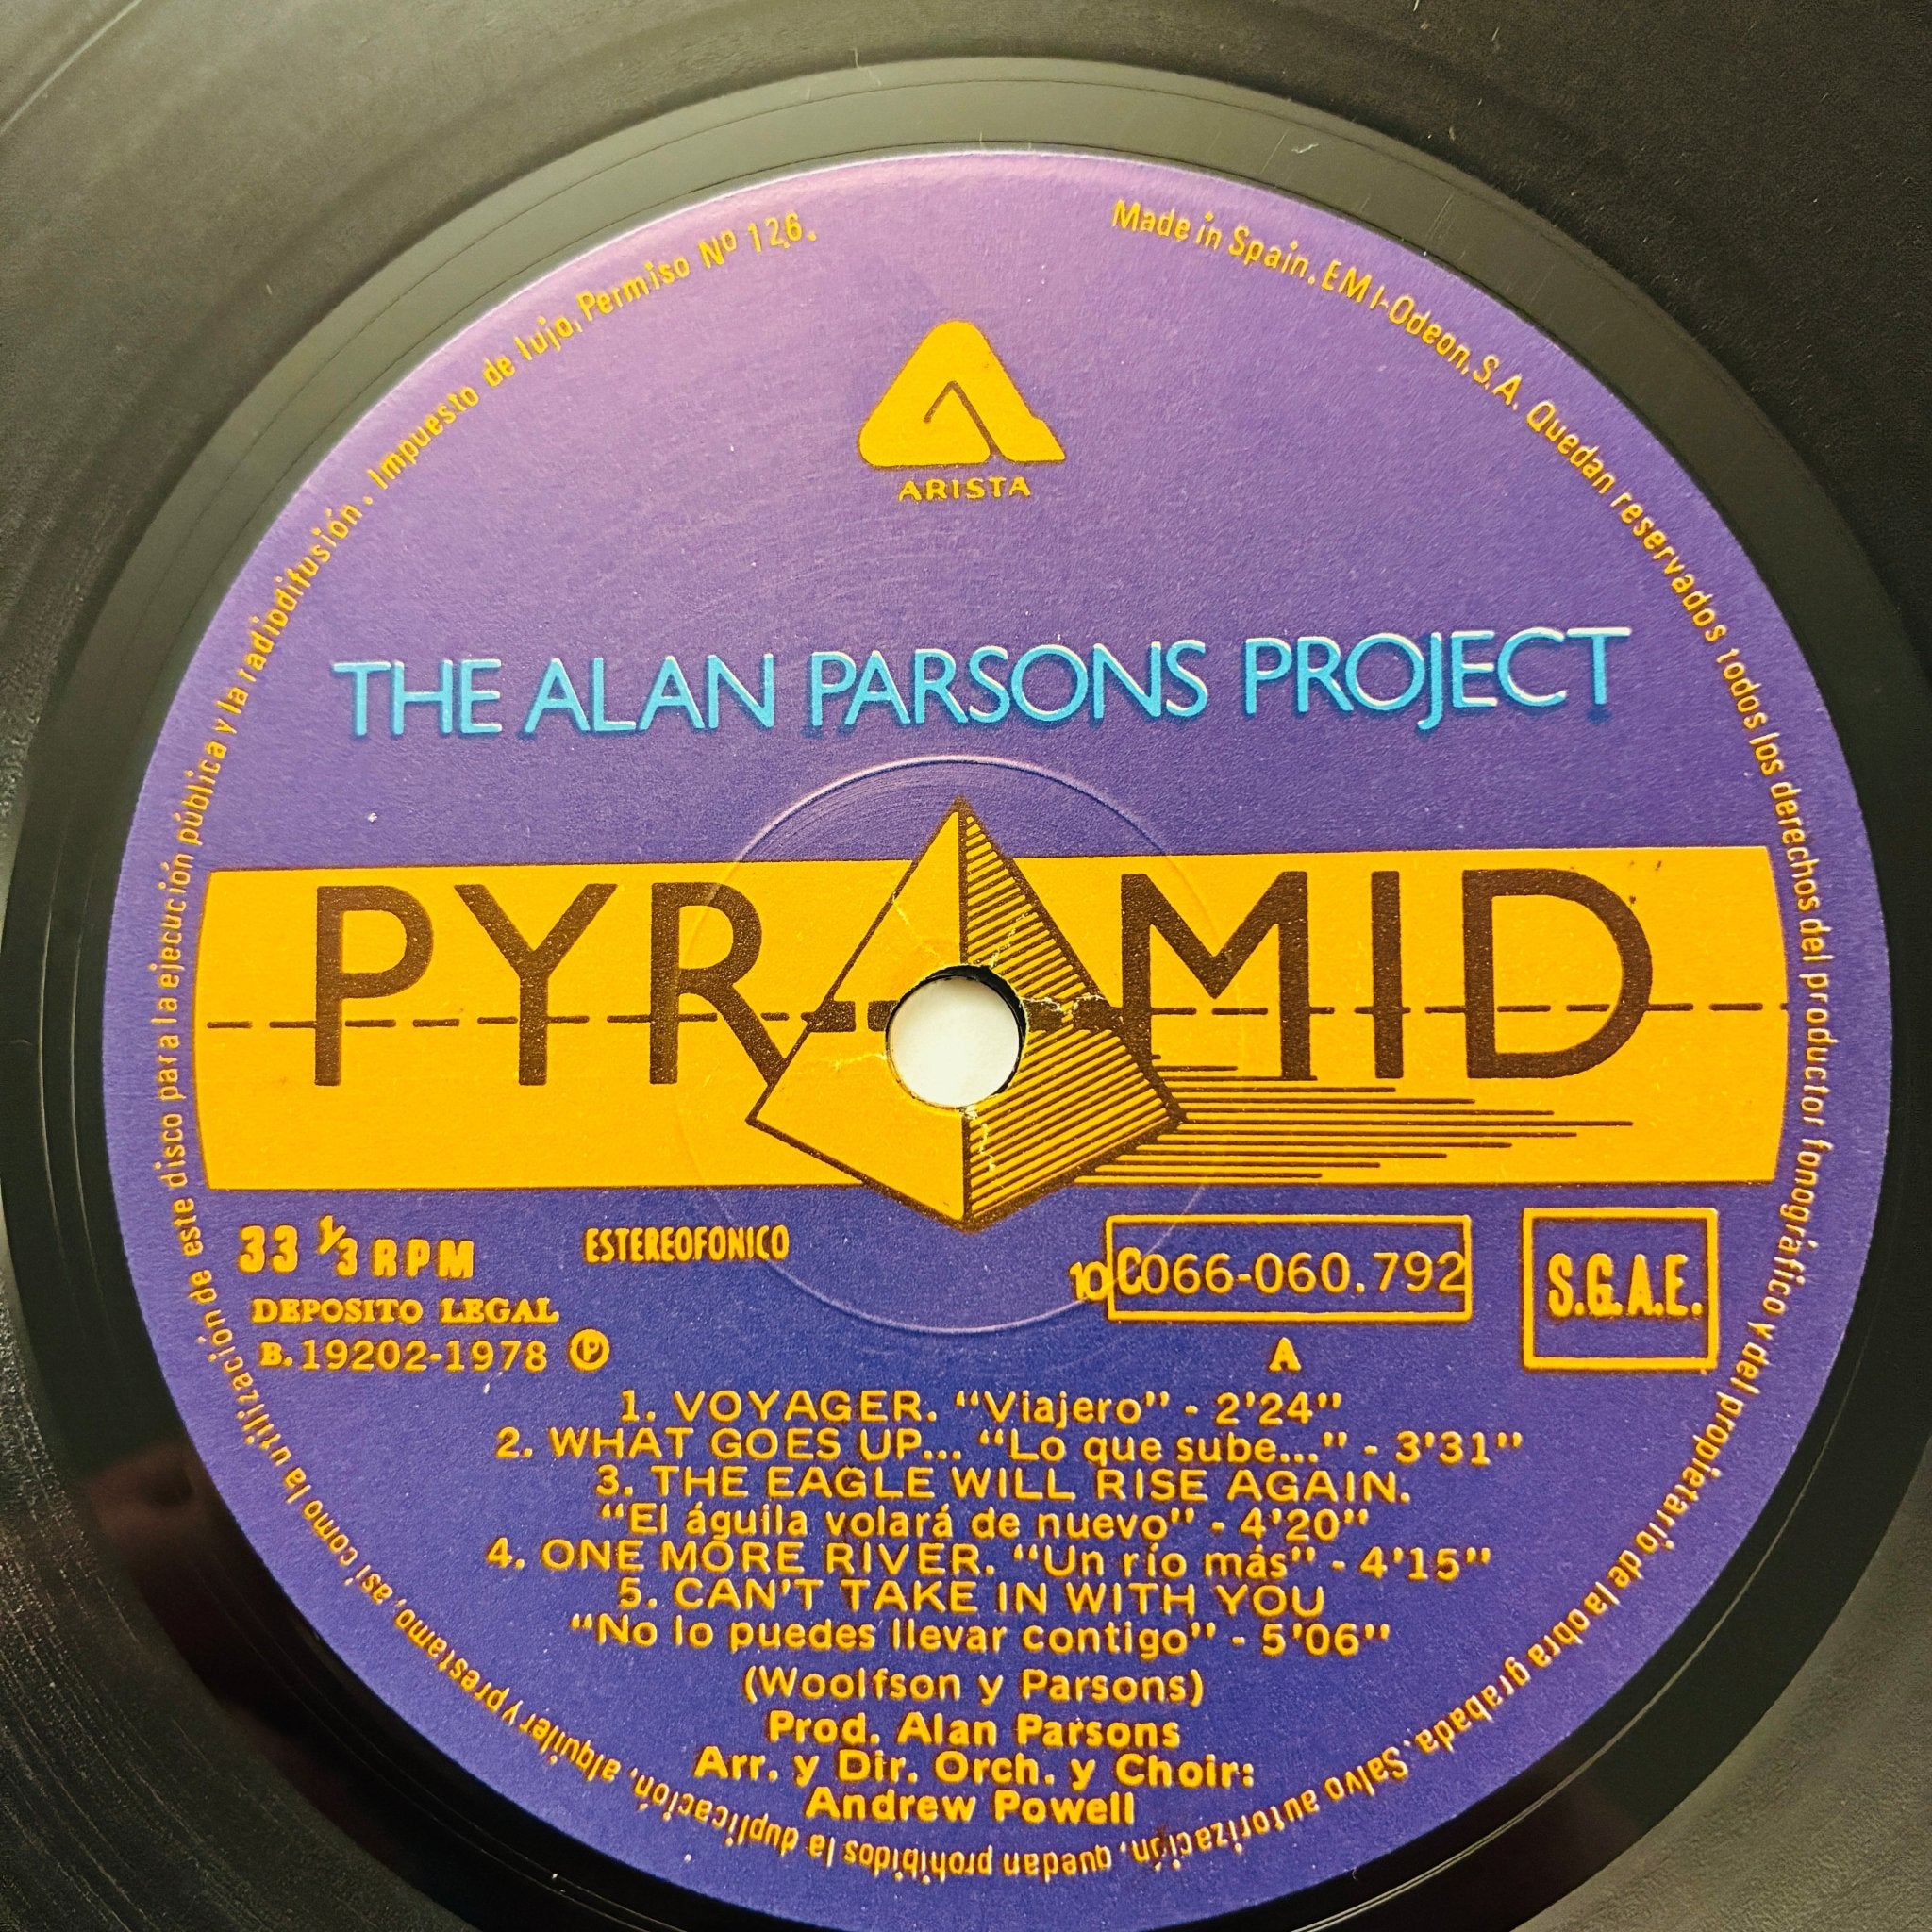 Impuesto de lujo, Permiso Nº 126.
Made in Spain. EMI-Odeon, S.A. Quedan reservados todos los derechos del productor fonográfico y del propietario de la obra grabada. Salvo autorización, quedan prohibidos la duplicación, alquiler y prestamo, así como la utilización de este disco para la ejecución pública y la radiodifusión.
ARISTA
THE ALAN PARSONS PROJECT
PYRAMID
33 1/3 RPM
ESTEREOFONICO
10C066-060.792
S.G.A.E.
DEPOSITO LEGAL
B. 19202-1978 Ⓟ
A
1. VOYAGER. "Viajero" - 2'24"
2. WHAT GOES UP... "Lo que sube..." - 3'31"
3. THE EAGLE WILL RISE AGAIN.
"El águila volará de nuevo" - 4'20"
4. ONE MORE RIVER. "Un río más" - 4'15"
5. CAN'T TAKE IN WITH YOU
"No lo puedes llevar contigo" - 5'06"
(Woolfson y Parsons)
Prod. Alan Parsons
Arr. y Dir. Orch. y Choir:
Andrew Powell